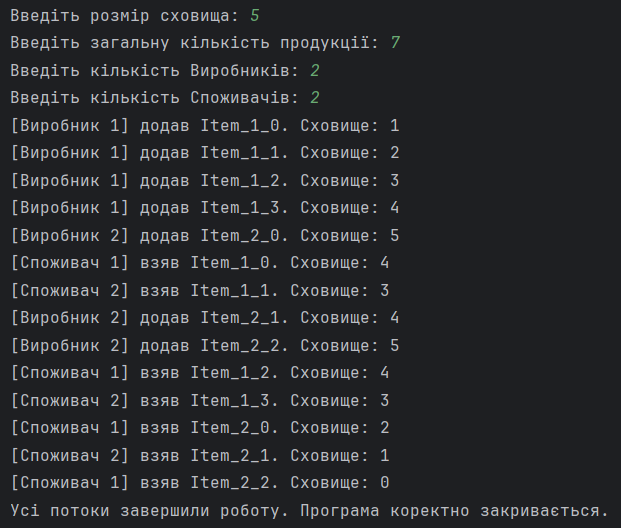 Введіть розмір сховища: 5
Введіть загальну кількість продукції: 7
Введіть кількість Виробників: 2
Введіть кількість Споживачів: 2
[Виробник 1] додав Item_1_0. Сховище: 1
[Виробник 1] додав Item_1_1. Сховище: 2
[Виробник 1] додав Item_1_2. Сховище: 3
[Виробник 1] додав Item_1_3. Сховище: 4
[Виробник 2] додав Item_2_0. Сховище: 5
[Споживач 1] взяв Item_1_0. Сховище: 4
[Споживач 2] взяв Item_1_1. Сховище: 3
[Виробник 2] додав Item_2_1. Сховище: 4
[Виробник 2] додав Item_2_2. Сховище: 5
[Споживач 1] взяв Item_1_2. Сховище: 4
[Споживач 2] взяв Item_1_3. Сховище: 3
[Споживач 1] взяв Item_2_0. Сховище: 2
[Споживач 2] взяв Item_2_1. Сховище: 1
[Споживач 1] взяв Item_2_2. Сховище: 0
Усі потоки завершили роботу. Програма коректно закривається.